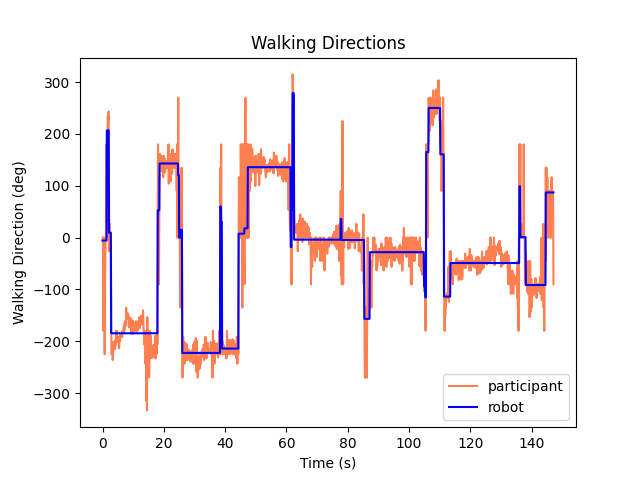 Walking Directions
Walking Direction (deg)
300
200
100
0
−100
−200
−300
0 20 40 60 80 100 120 140
Time (s)
participant
robot